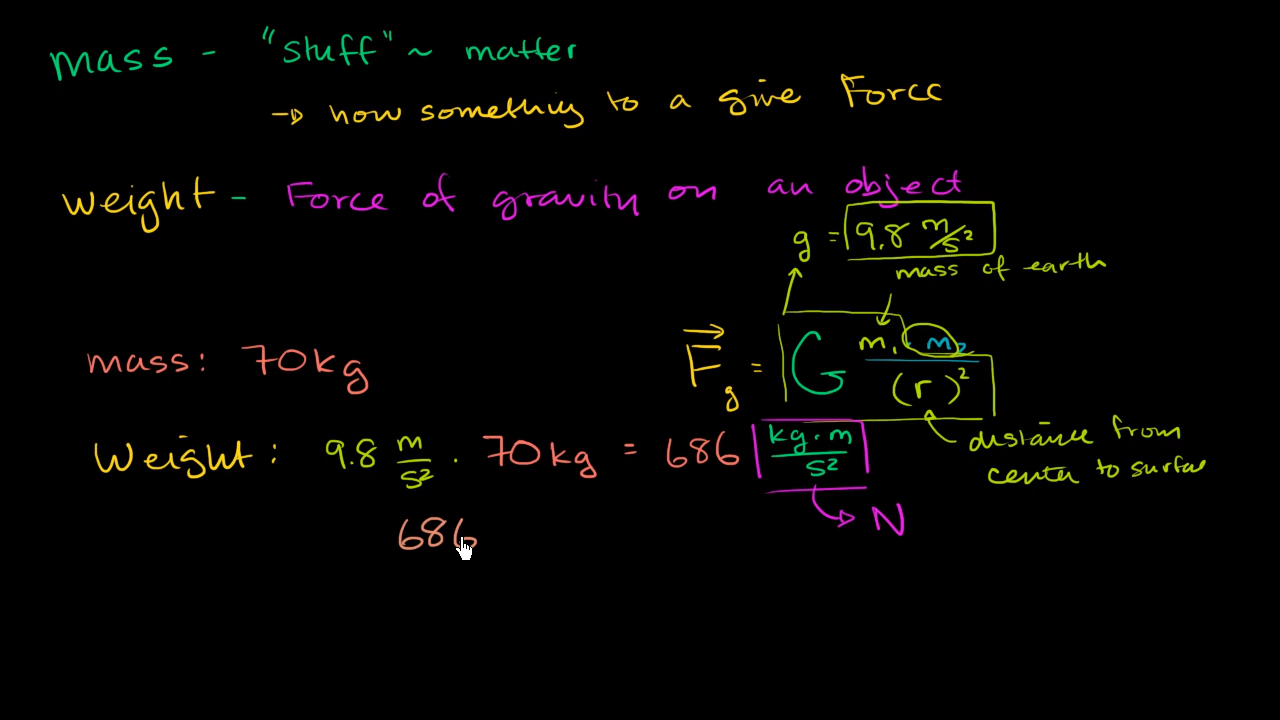 mass - "stuff" ~ matter
→ how something to a give Force
weight - Force of gravity on an object
g = 9.8 m/s²
mass of earth
mass: 70kg
F g = G m₁ · m₂ / (r)²
Weight: 9.8 m/s² · 70kg = 686 kg·m/s²
distance from
center to surface
N
686